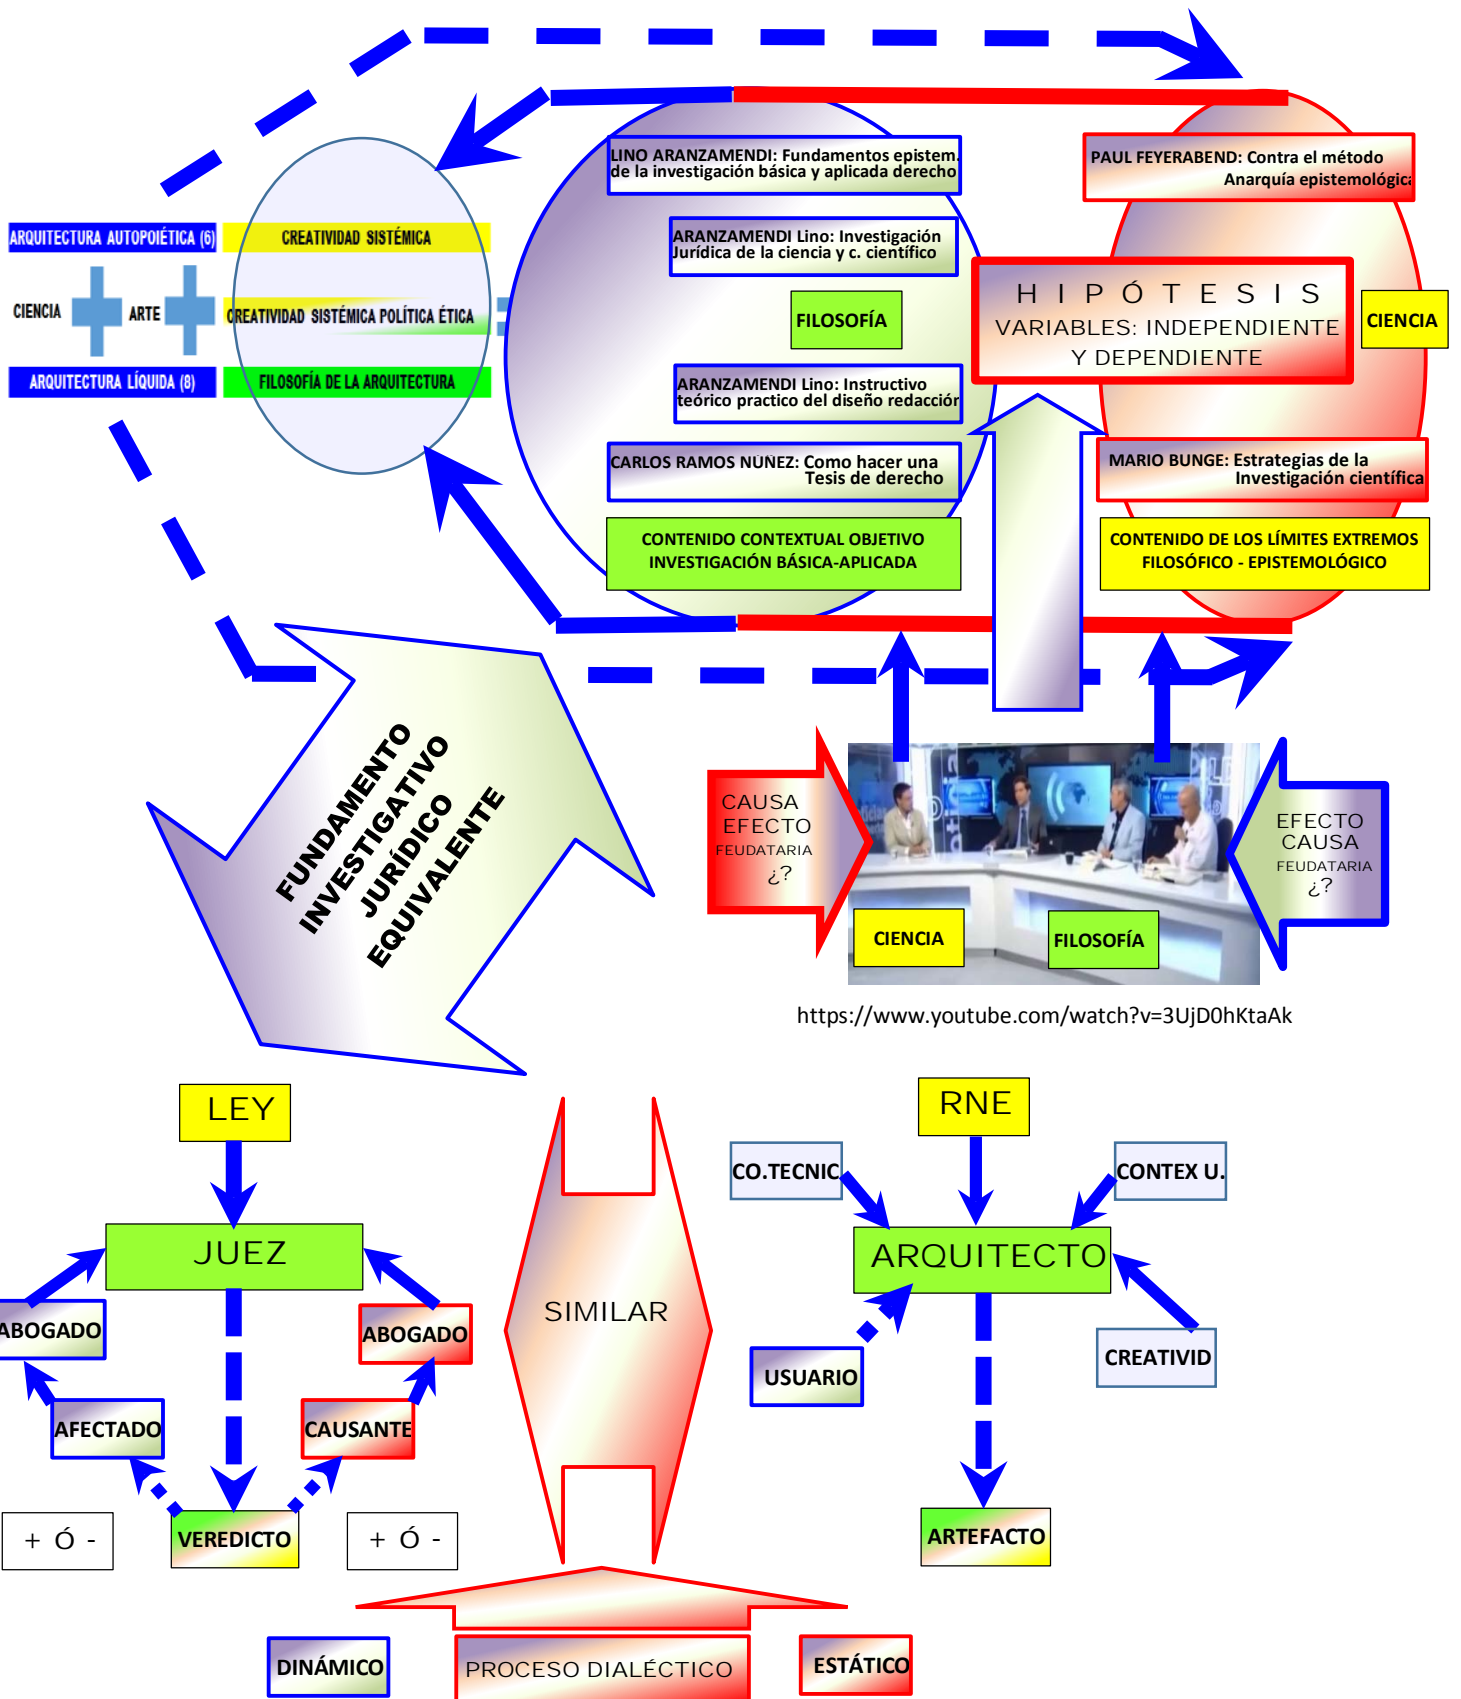 LINO ARANZAMENDI: Fundamentos epistem.
de la investigación básica y aplicada derecho
PAUL FEYERABEND: Contra el método
Anarquía epistemológica
ARQUITECTURA AUTOPOIÉTICA (6)
CREATIVIDAD SISTÉMICA
ARANZAMENDI Lino: Investigación
Jurídica de la ciencia y c. científico
CIENCIA
ARTE
CREATIVIDAD SISTÉMICA POLÍTICA ÉTICA
FILOSOFÍA
HIPÓTESIS
VARIABLES: INDEPENDIENTE
Y DEPENDIENTE
CIENCIA
ARQUITECTURA LÍQUIDA (8)
FILOSOFÍA DE LA ARQUITECTURA
ARANZAMENDI Lino: Instructivo
teórico practico del diseño redacción
CARLOS RAMOS NÚÑEZ: Como hacer una
Tesis de derecho
MARIO BUNGE: Estrategias de la
Investigación científica
CONTENIDO CONTEXTUAL OBJETIVO
INVESTIGACIÓN BÁSICA-APLICADA
CONTENIDO DE LOS LÍMITES EXTREMOS
FILOSÓFICO - EPISTEMOLÓGICO
FUNDAMENTO
INVESTIGATIVO
JURÍDICO
EQUIVALENTE
CAUSA
EFECTO
FEUDATARIA
¿?
EFECTO
CAUSA
FEUDATARIA
¿?
CIENCIA
FILOSOFÍA
https://www.youtube.com/watch?v=3UjD0hKtaAk
LEY
RNE
CO.TECNIC
CONTEX U.
JUEZ
ARQUITECTO
SIMILAR
ABOGADO
ABOGADO
USUARIO
CREATIVID
AFECTADO
CAUSANTE
+ Ó -
VEREDICTO
+ Ó -
ARTEFACTO
DINÁMICO
PROCESO DIALÉCTICO
ESTÁTICO